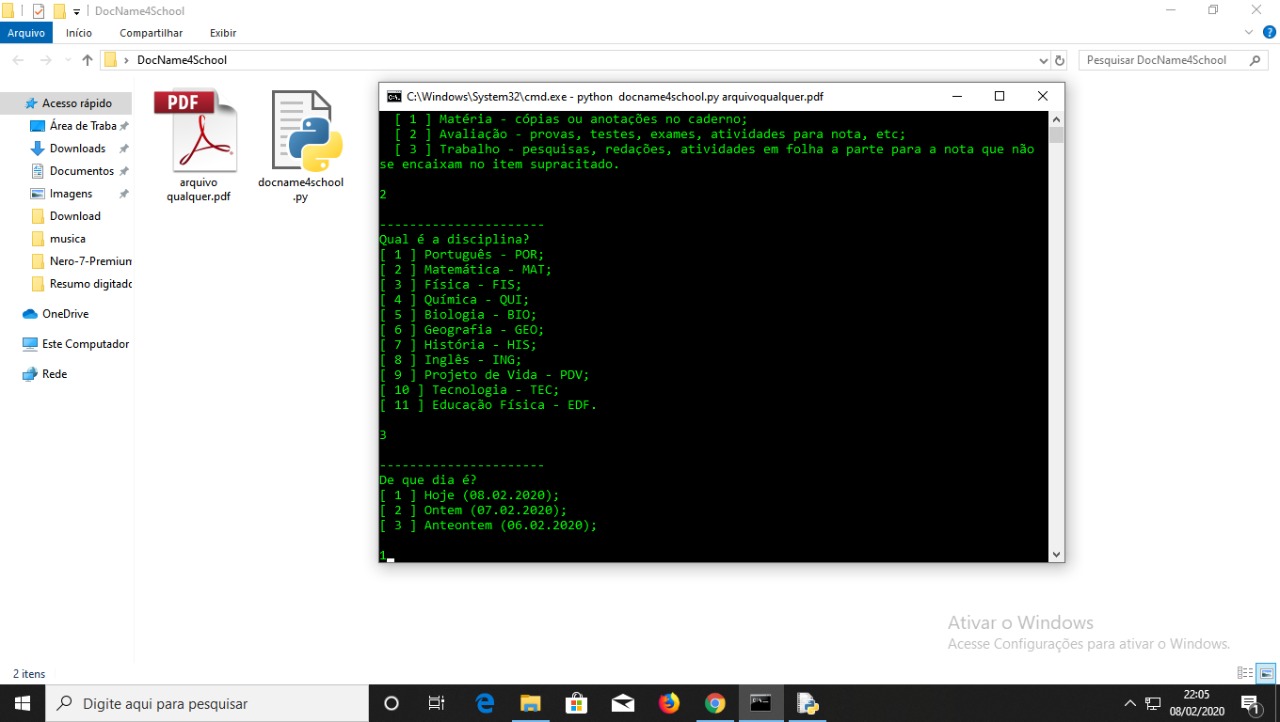 DocName4School
Arquivo Início Compartilhar Exibir
DocName4School
Pesquisar DocName4School
Acesso rápido
Área de Traba
Downloads
Documentos
Imagens
Download
musica
Nero-7-Premium
Resumo digitado
OneDrive
Este Computador
Rede
PDF
arquivo
qualquer.pdf
docname4school
.py
C:\Windows\System32\cmd.exe - python docname4school.py arquivoqualquer.pdf
[ 1 ] Matéria - cópias ou anotações no caderno;
[ 2 ] Avaliação - provas, testes, exames, atividades para nota, etc;
[ 3 ] Trabalho - pesquisas, redações, atividades em folha a parte para a nota que não
se encaixam no item supracitado.
2
----------------------
Qual é a disciplina?
[ 1 ] Português - POR;
[ 2 ] Matemática - MAT;
[ 3 ] Física - FIS;
[ 4 ] Química - QUI;
[ 5 ] Biologia - BIO;
[ 6 ] Geografia - GEO;
[ 7 ] História - HIS;
[ 8 ] Inglês - ING;
[ 9 ] Projeto de Vida - PDV;
[ 10 ] Tecnologia - TEC;
[ 11 ] Educação Física - EDF.
3
----------------------
De que dia é?
[ 1 ] Hoje (08.02.2020);
[ 2 ] Ontem (07.02.2020);
[ 3 ] Anteontem (06.02.2020);
1
Ativar o Windows
Acesse Configurações para ativar o Windows.
2 itens
Digite aqui para pesquisar
22:05
08/02/2020
1